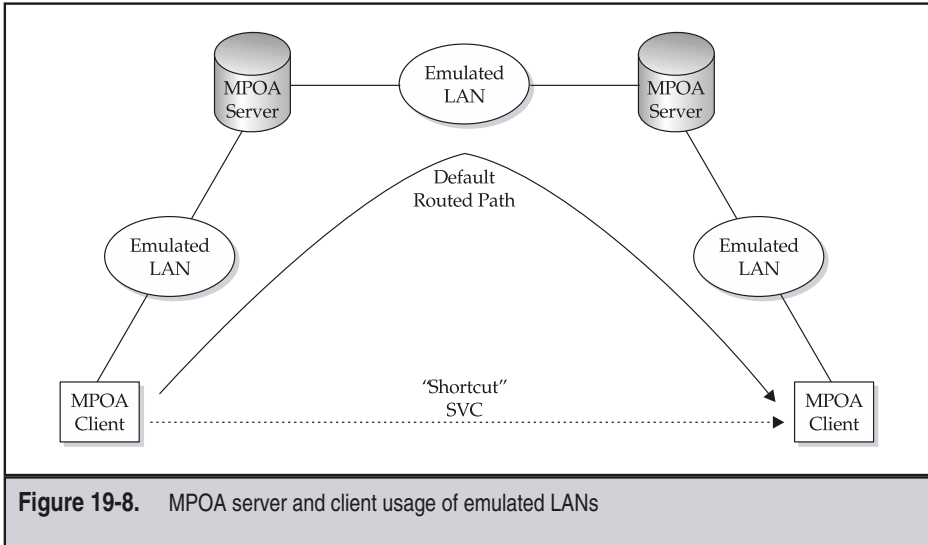 MPOA
Server
Emulated
LAN
MPOA
Server
Default
Routed Path
Emulated
LAN
Emulated
LAN
MPOA
Client
“Shortcut”
SVC
MPOA
Client
Figure 19-8. MPOA server and client usage of emulated LANs